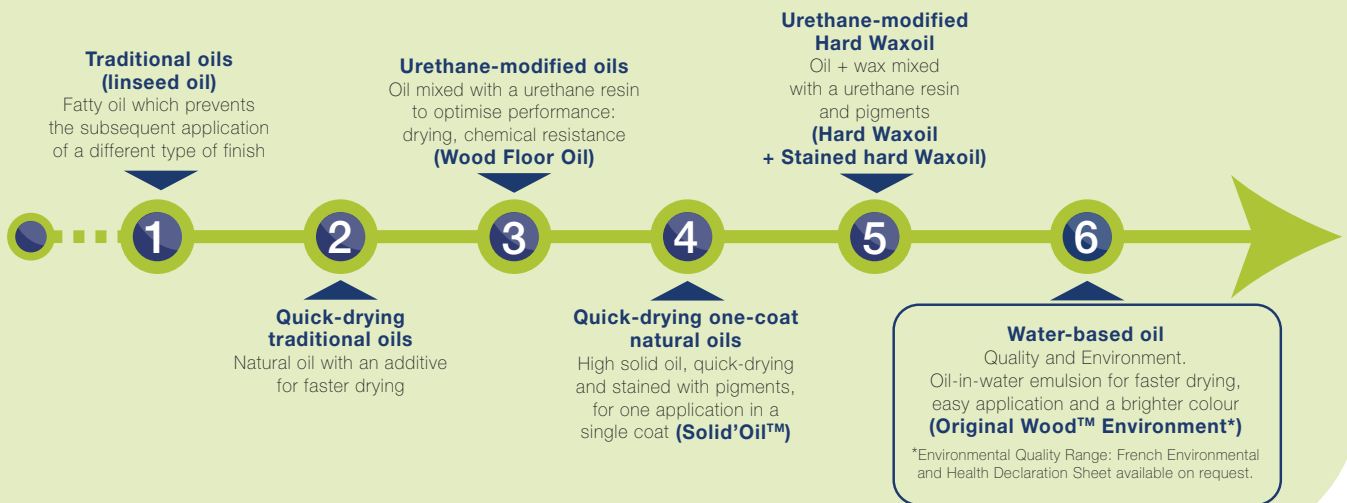 Traditional oils
(linseed oil)
Fatty oil which prevents
the subsequent application
of a different type of finish
1
Quick-drying
traditional oils
Natural oil with an additive
for faster drying
2
Urethane-modified oils
Oil mixed with a urethane resin
to optimise performance:
drying, chemical resistance
(Wood Floor Oil)
3
Quick-drying one-coat
natural oils
High solid oil, quick-drying
and stained with pigments,
for one application in a
single coat (Solid'Oil™)
4
Urethane-modified
Hard Waxoil
Oil + wax mixed
with a urethane resin
and pigments
(Hard Waxoil
+ Stained hard Waxoil)
5
6
Water-based oil
Quality and Environment.
Oil-in-water emulsion for faster drying,
easy application and a brighter colour
(Original Wood™ Environment*)
*Environmental Quality Range: French Environmental
and Health Declaration Sheet available on request.